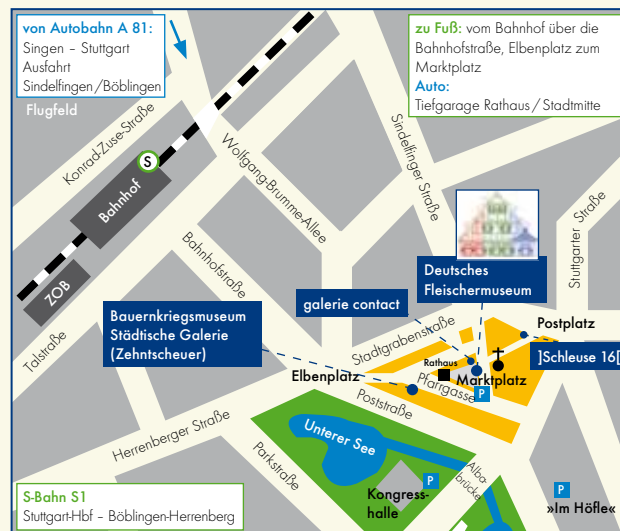 von Autobahn A 81:
Singen – Stuttgart
Ausfahrt
Sindelfingen/Böblingen
zu Fuß: vom Bahnhof über die
Bahnhofstraße, Elbenplatz zum
Marktplatz
Auto:
Tiefgarage Rathaus/Stadtmitte
Flugfeld
Konrad-Zuse-Straße
S
Bahnhof
ZOB
Talstraße
Wolfgang-Brumme-Allee
Bahnhofstraße
Sindelfinger Straße
Stuttgarter Straße
Deutsches
Fleischermuseum
galerie contact
Bauernkriegsmuseum
Städtische Galerie
(Zehntscheuer)
Postplatz
]Schleuse 16[
Stadtgrabenstraße
Rathaus
Marktplatz
Pfarrgasse
P
Elbenplatz
Poststraße
Herrenberger Straße
Parkstraße
Unterer See
Kongress-
halle
P
Alba-
brücke
P
»Im Höfle«
S-Bahn S1
Stuttgart-Hbf – Böblingen-Herrenberg